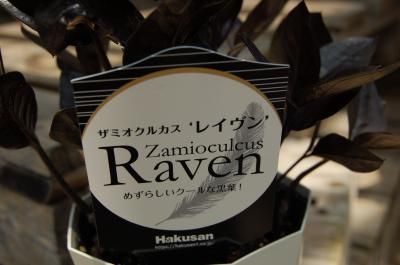 ザミオクルカス 'レイヴン'
Zamioculcus
Raven
めずらしいクールな黒葉！
Hakusan